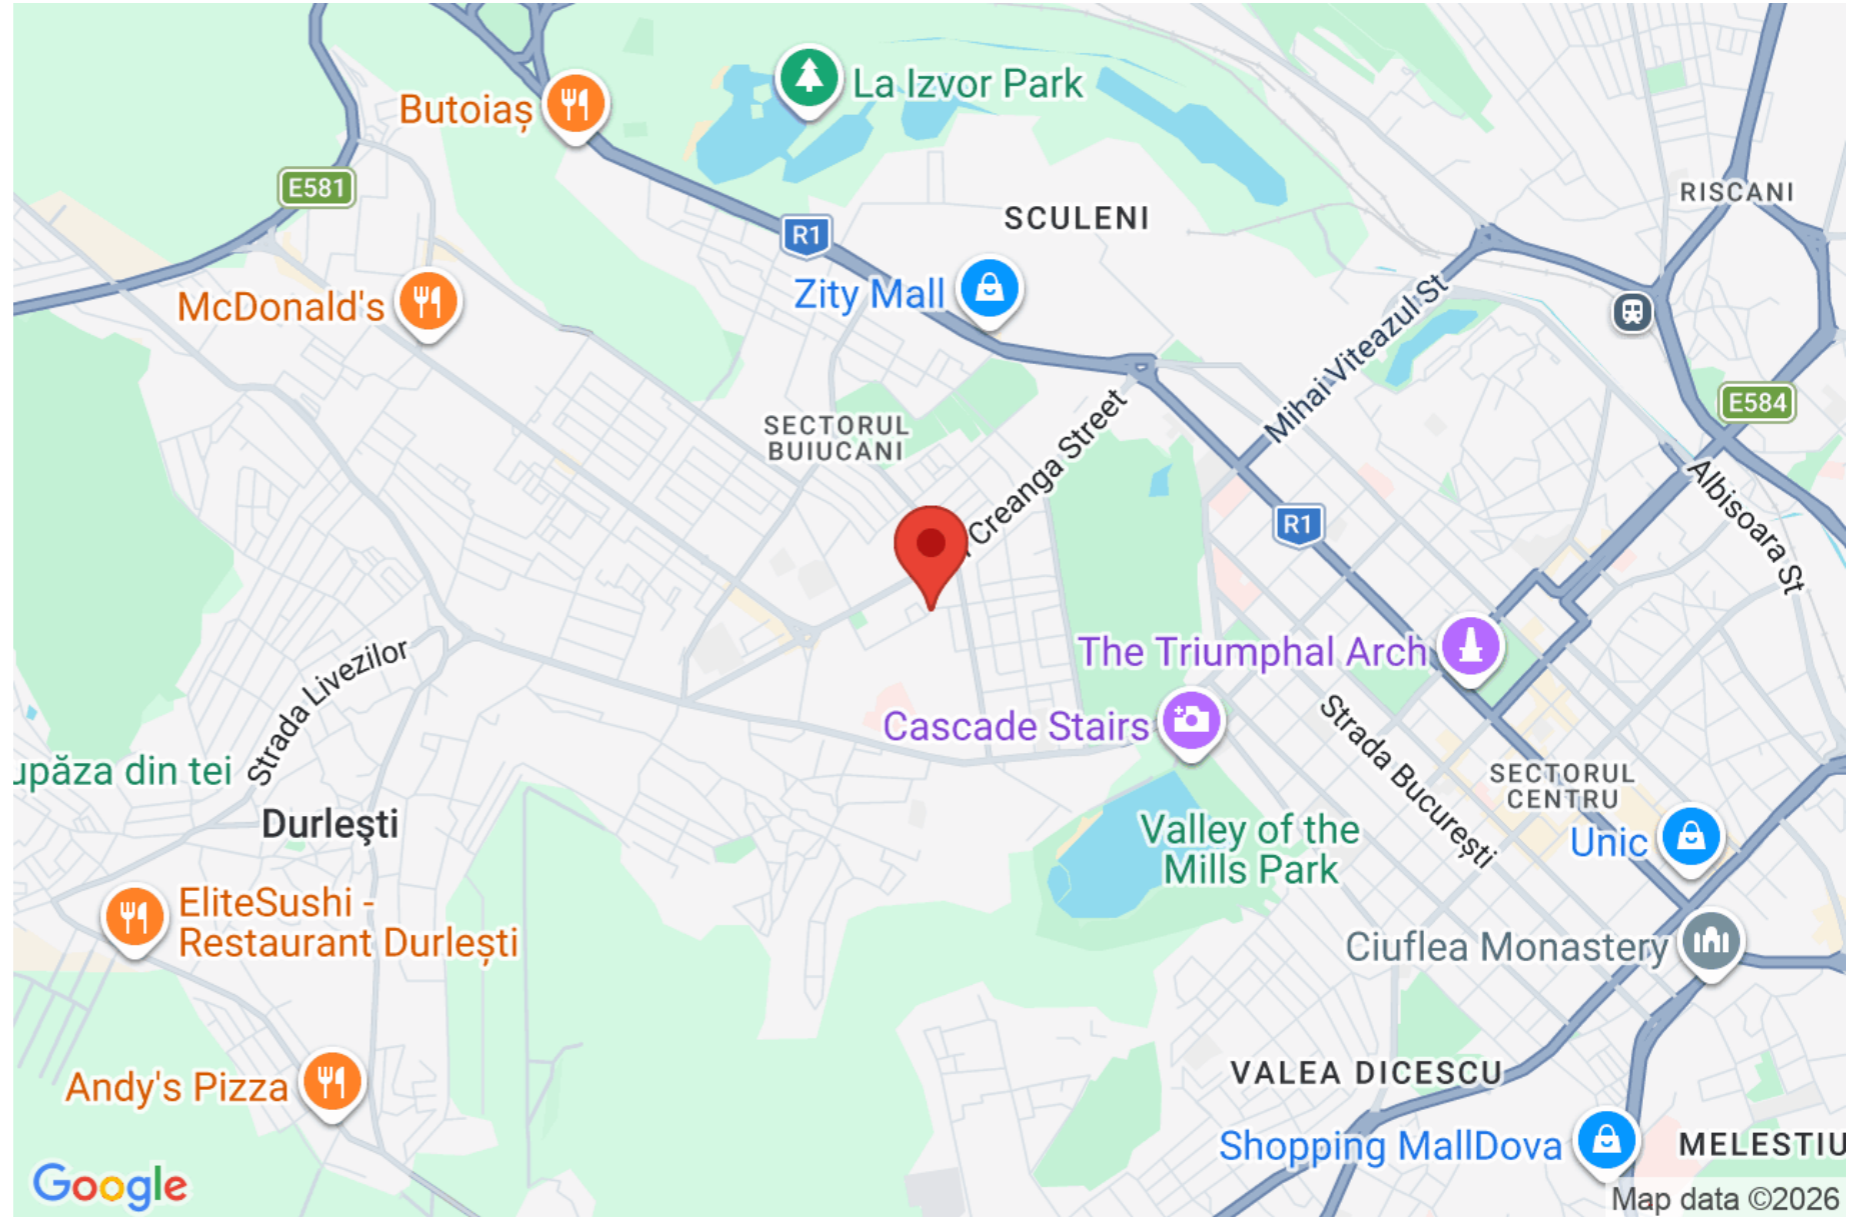 La Izvor Park
Butoiaș
E581
RISCANI
SCULENI
R1
Zity Mall
McDonald's
Mihai Viteazul St
E584
SECTORUL
BUIUCANI
Creanga Street
Albisoara St
R1
The Triumphal Arch
Strada Livezilor
Cascade Stairs
Strada București
upăza din tei
SECTORUL
CENTRU
Durleşti
Valley of the
Mills Park
Unic
EliteSushi -
Restaurant Durlești
Ciuflea Monastery
VALEA DICESCU
Andy's Pizza
Shopping MallDova
MELESTIU
Google
Map data ©2026